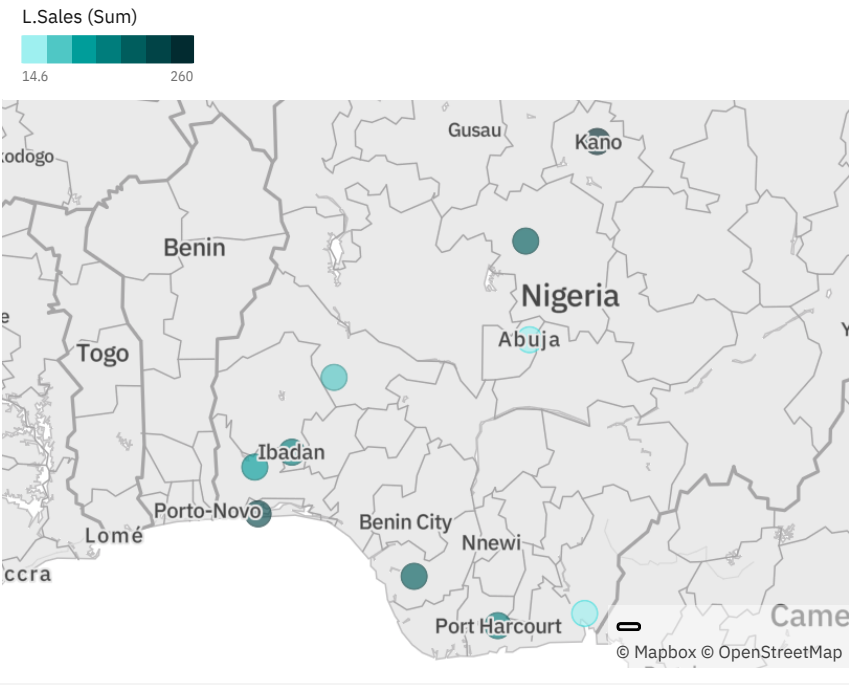 L.Sales (Sum)
14.6 260
Gusau
Kano
odogo
Benin
Nigeria
Abuja
Togo
Ibadan
Porto-Novo
Benin City
Lomé
Nnewi
ccra
Port Harcourt
Came
© Mapbox © OpenStreetMap